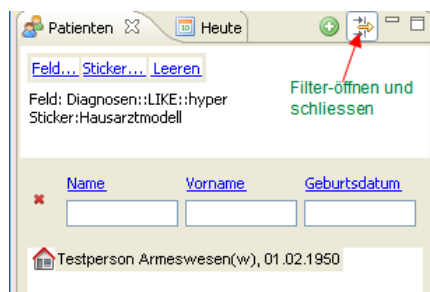 Patienten Heute
Feld... Sticker... Leeren
Filter-öffnen und
schliessen
Feld: Diagnosen::LIKE::hyper
Sticker:Hausarztmodell
Name Vorname Geburtsdatum
Testperson Armeswesen(w), 01.02.1950